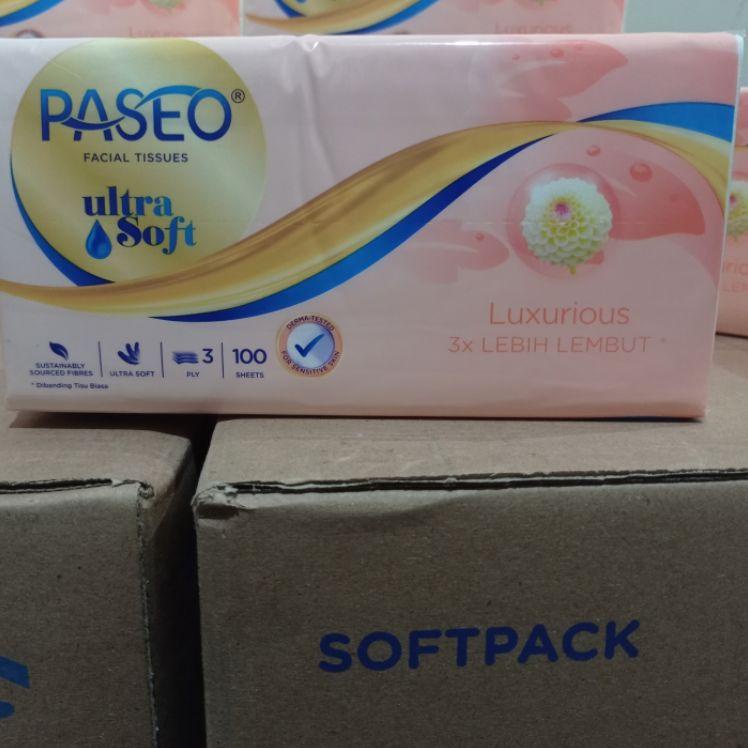 PASEO®
FACIAL TISSUES
ultra
Soft
Luxurious
3x LEBIH LEMBUT *
DERMA-TESTED
FOR SENSITIVE SKIN
SUSTAINABLY
SOURCED FIBRES
ULTRA SOFT
3
PLY
100
SHEETS
* Dibanding Tisu Biasa
SOFTPACK